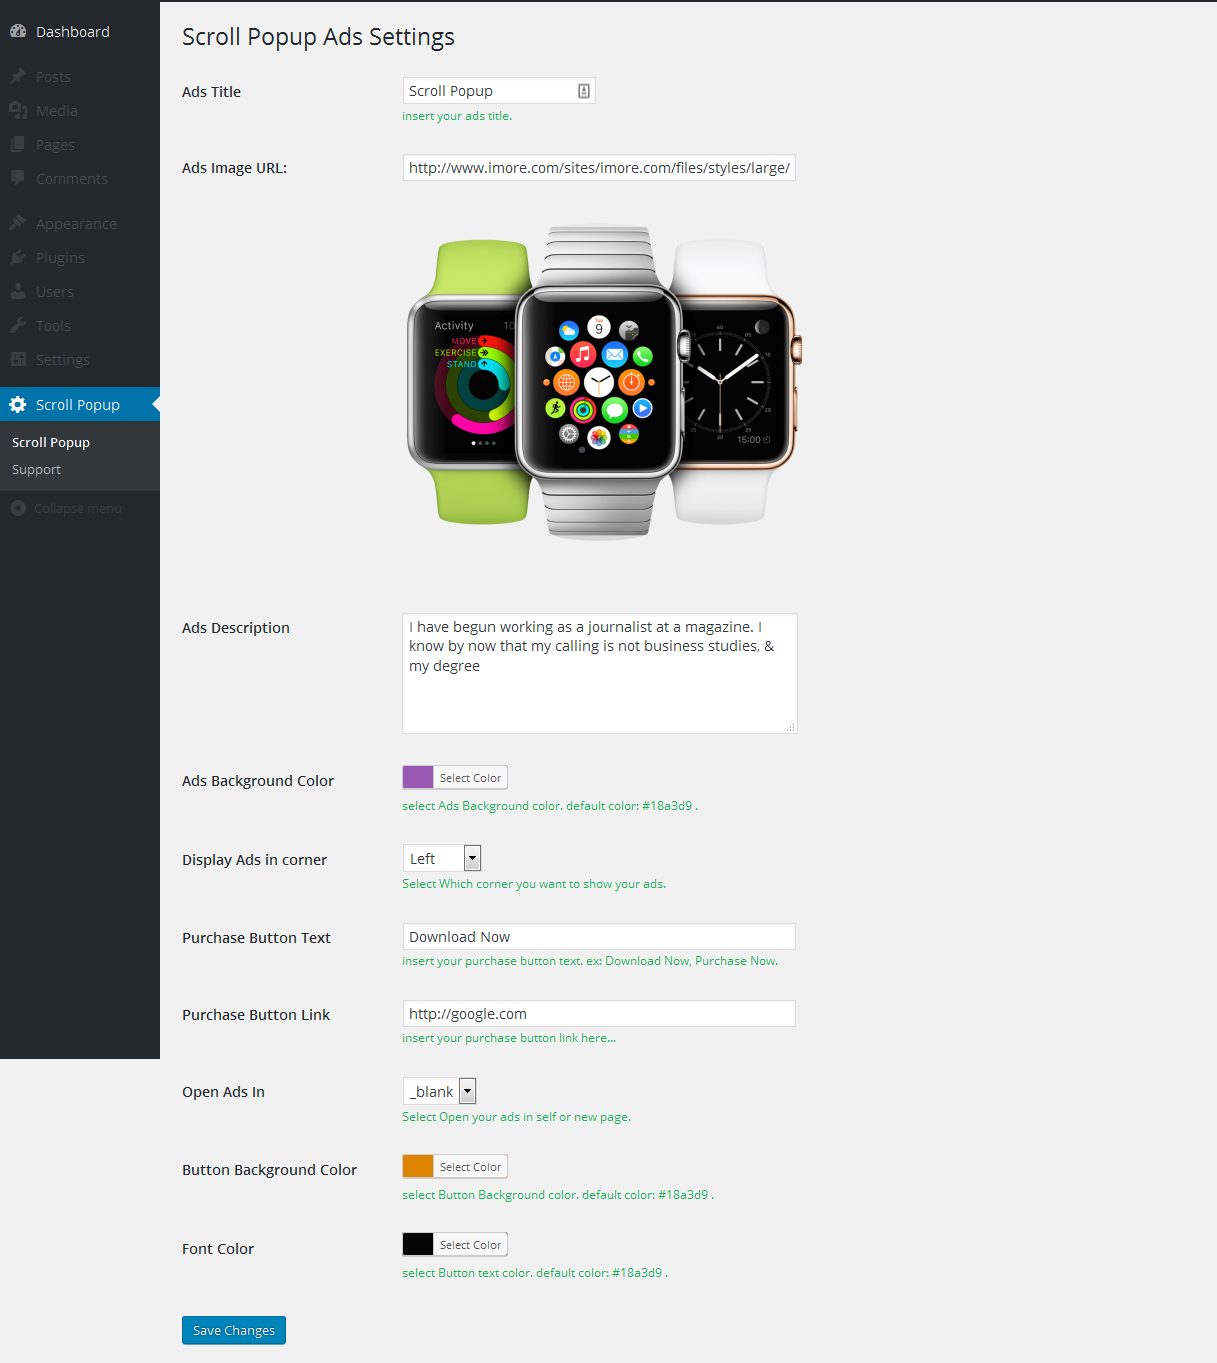 Dashboard
Posts
Media
Pages
Comments
Appearance
Plugins
Users
Tools
Settings
Scroll Popup
Scroll Popup
Support
Collapse menu
Scroll Popup Ads Settings
Ads Title
Scroll Popup
insert your ads title.
Ads Image URL:
http://www.imore.com/sites/imore.com/files/styles/large/
Activity 10
MOVE
EXERCISE
STAND
9
60
05
10
20
25
30
35
15:00
Ads Description
I have begun working as a journalist at a magazine. I
know by now that my calling is not business studies, &
my degree
Ads Background Color
Select Color
select Ads Background color. default color: #18a3d9 .
Display Ads in corner
Left
Select Which corner you want to show your ads.
Purchase Button Text
Download Now
insert your purchase button text. ex: Download Now, Purchase Now.
Purchase Button Link
http://google.com
insert your purchase button link here...
Open Ads In
_blank
Select Open your ads in self or new page.
Button Background Color
Select Color
select Button Background color. default color: #18a3d9 .
Font Color
Select Color
select Button text color. default color: #18a3d9 .
Save Changes